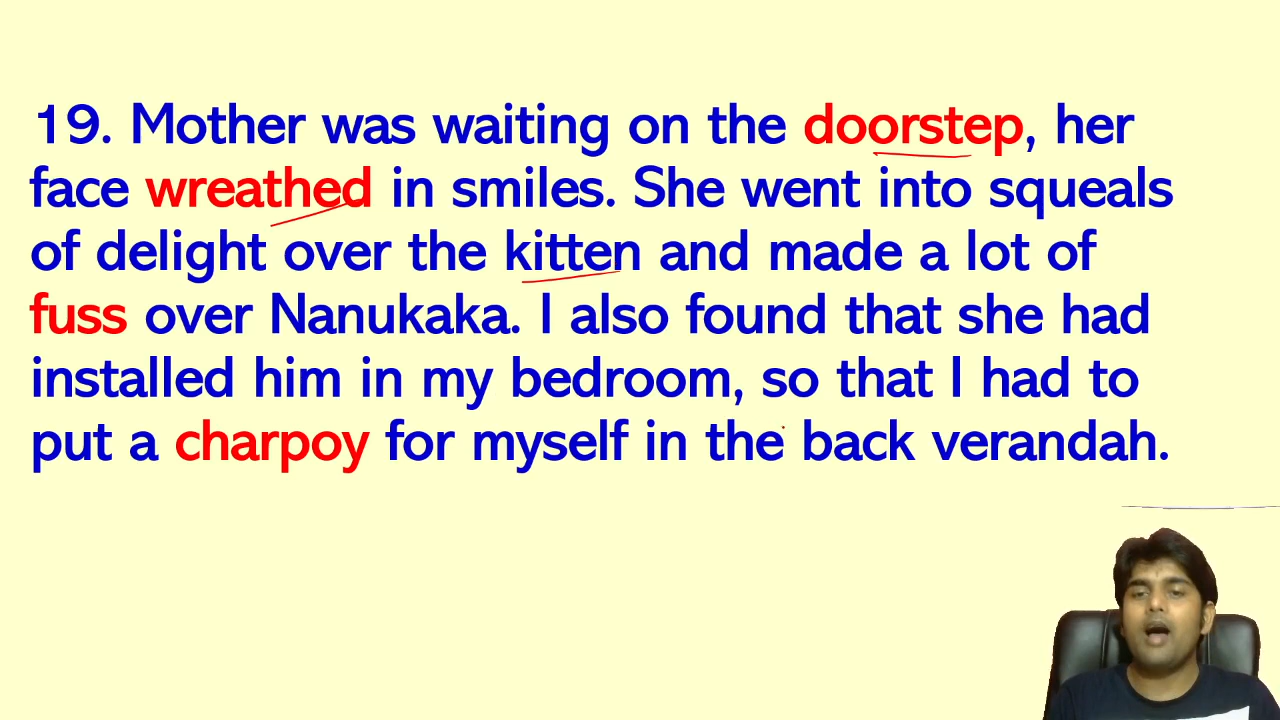 19. Mother was waiting on the doorstep, her
face wreathed in smiles. She went into squeals
of delight over the kitten and made a lot of
fuss over Nanukaka. I also found that she had
installed him in my bedroom, so that I had to
put a charpoy for myself in the back verandah.